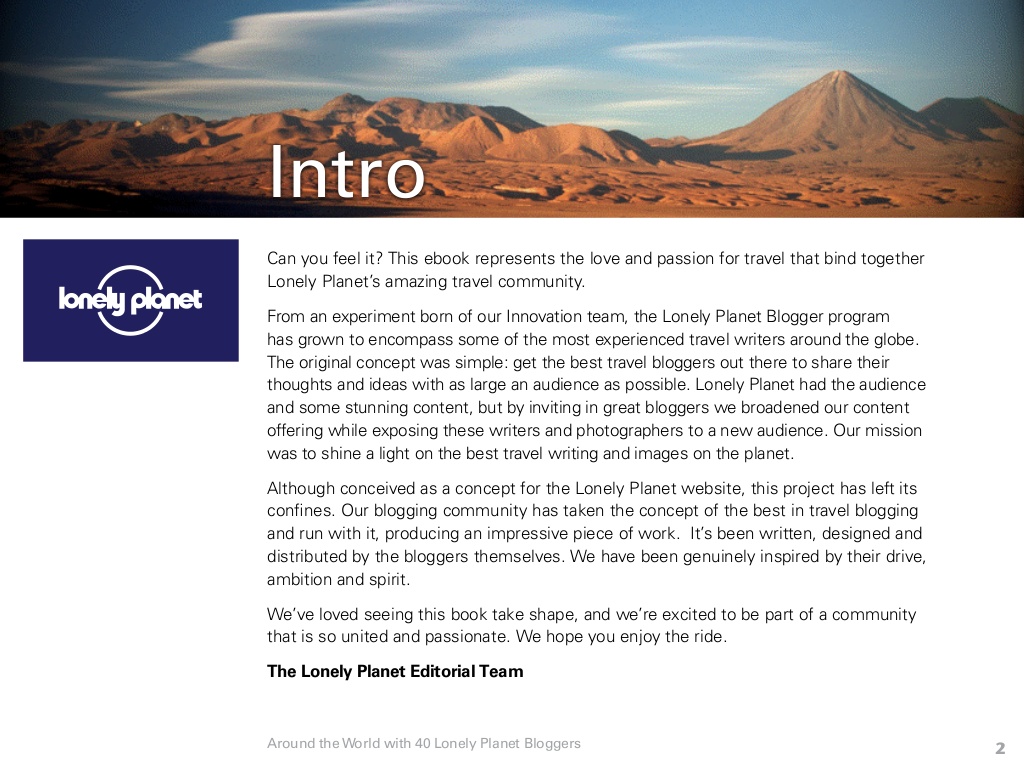 Intro
lonely planet
Can you feel it? This ebook represents the love and passion for travel that bind together
Lonely Planet’s amazing travel community.
From an experiment born of our Innovation team, the Lonely Planet Blogger program
has grown to encompass some of the most experienced travel writers around the globe.
The original concept was simple: get the best travel bloggers out there to share their
thoughts and ideas with as large an audience as possible. Lonely Planet had the audience
and some stunning content, but by inviting in great bloggers we broadened our content
offering while exposing these writers and photographers to a new audience. Our mission
was to shine a light on the best travel writing and images on the planet.
Although conceived as a concept for the Lonely Planet website, this project has left its
confines. Our blogging community has taken the concept of the best in travel blogging
and run with it, producing an impressive piece of work.  It’s been written, designed and
distributed by the bloggers themselves. We have been genuinely inspired by their drive,
ambition and spirit.
We’ve loved seeing this book take shape, and we’re excited to be part of a community
that is so united and passionate. We hope you enjoy the ride.
The Lonely Planet Editorial Team
Around the World with 40 Lonely Planet Bloggers
2